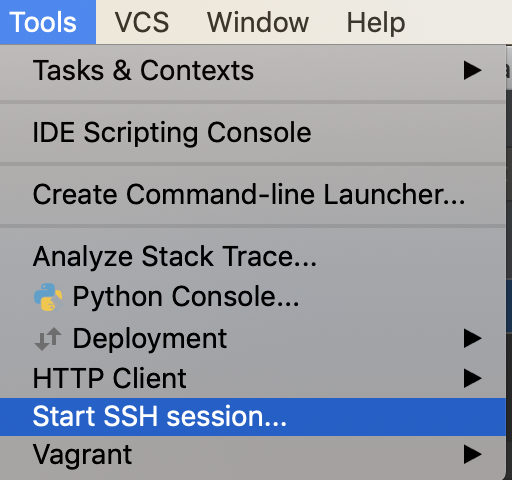 Tools VCS Window Help
Tasks & Contexts
IDE Scripting Console
Create Command-line Launcher...
Analyze Stack Trace...
Python Console...
Deployment
HTTP Client
Start SSH session...
Vagrant